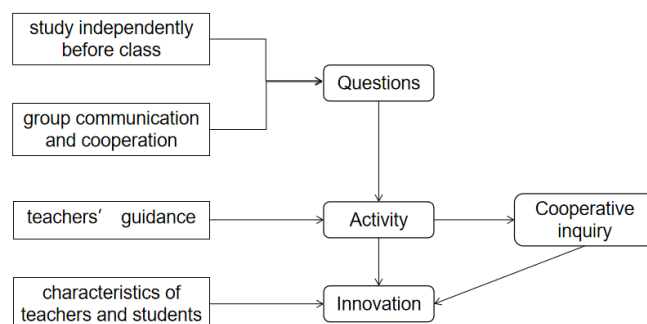 study independently
before class
Questions
group communication
and cooperation
teachers' guidance
Activity
Cooperative
inquiry
characteristics of
teachers and students
Innovation